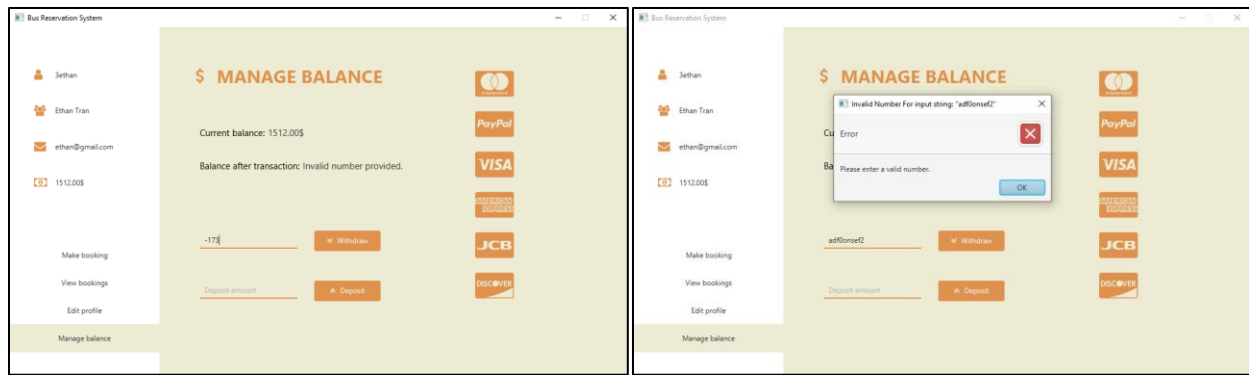 Bus Reservation System
3ethan
Ethan Tran
ethan@gmail.com
1512.00$
Make booking
View bookings
Edit profile
Manage balance
$ MANAGE BALANCE
Current balance: 1512.00$
Balance after transaction: Invalid number provided.
-173
Withdraw
Deposit amount
Deposit
mastercard
PayPal
VISA
AMERICAN EXPRESS
JCB
DISCOVER
Bus Reservation System
3ethan
Ethan Tran
ethan@gmail.com
1512.00$
Make booking
View bookings
Edit profile
Manage balance
$ MANAGE BALANCE
Cu
Ba
Invalid Number For input string: "adf0onsef2"
Error
Please enter a valid number.
OK
adf0onsef2
Withdraw
Deposit amount
Deposit
mastercard
PayPal
VISA
AMERICAN EXPRESS
JCB
DISCOVER